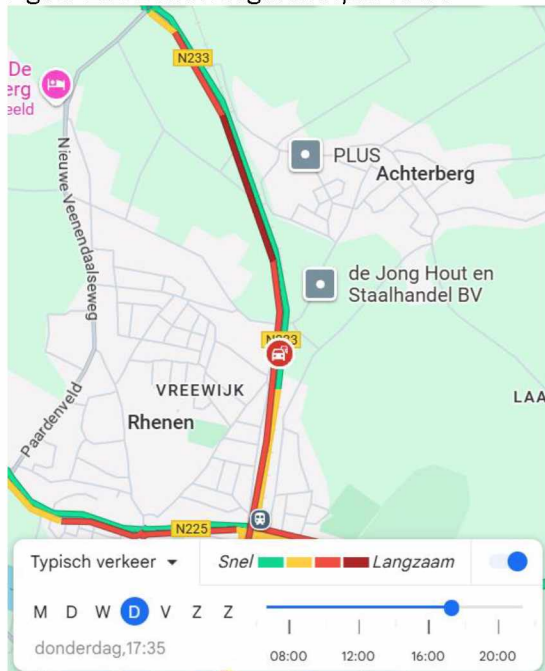 N233
De
erg
eeld
PLUS
Achterberg
Nieuwe Veenendaalseweg
de Jong Hout en
Staalhandel BV
N233
VREEWIJK
LAA
Paardenveld
Rhenen
N225
Typisch verkeer
Snel
Langzaam
M D W D V Z Z
donderdag,17:35
08:00 12:00 16:00 20:00